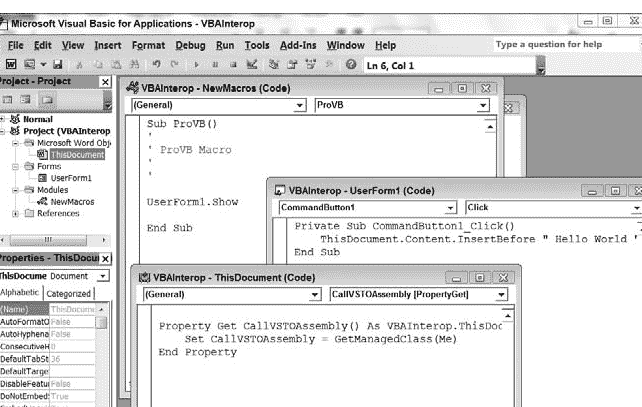 Microsoft Visual Basic for Applications - VBAInterop
File Edit View Insert Format Debug Run Tools Add-Ins Window Help Type a question for help
Ln 6, Col 1
Project - Project
Normal
Project (VBAInterop
Microsoft Word Obj
ThisDocument
Forms
UserForm1
Modules
NewMacros
References
Properties - ThisDocu
ThisDocume Document
Alphabetic Categorized
(Name) ThisDocume
AutoFormatO False
AutoHyphena False
ConsecutiveH 0
DefaultTabSt 36
DefaultTarge
DisableFeatu False
DoNotEmbed True
VBAInterop - NewMacros (Code)
(General) ProVB
Sub ProVB()
'
' ProVB Macro
'
'
UserForm1.Show
End Sub
VBAInterop - UserForm1 (Code)
CommandButton1 Click
Private Sub CommandButton1_Click()
ThisDocument.Content.InsertBefore " Hello World "
End Sub
VBAInterop - ThisDocument (Code)
(General) CallVSTOAssembly [PropertyGet]
Property Get CallVSTOAssembly() As VBAInterop.ThisDoc
Set CallVSTOAssembly = GetManagedClass(Me)
End Property